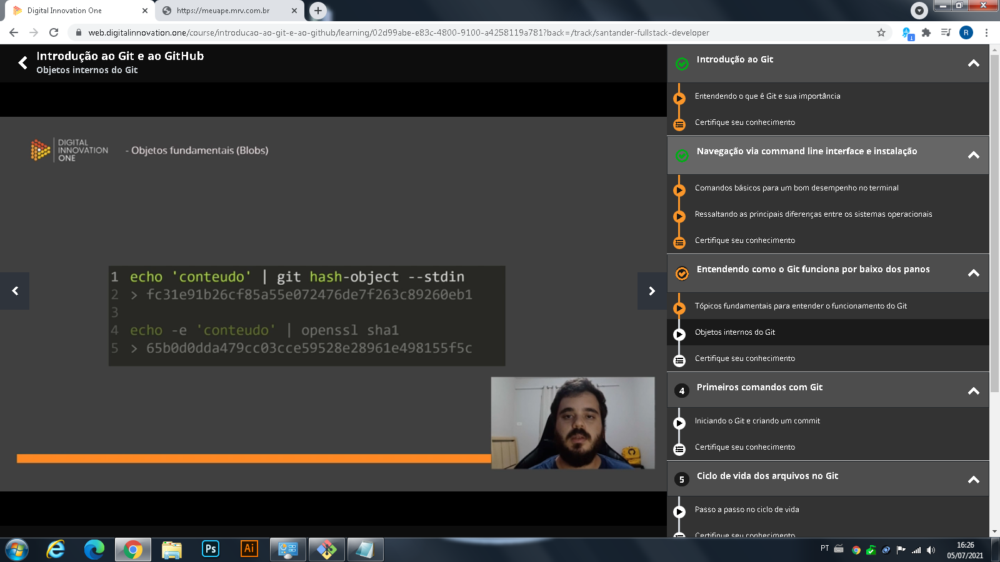 Digital Innovation One
https://meuape.mrv.com.br
web.digitalinnovation.one/course/introducao-ao-git-e-ao-github/learning/02d99abe-e83c-4800-9100-a4258119a781?back=/track/santander-fullstack-developer
1
R
Introdução ao Git e ao GitHub
Objetos internos do Git
DIGITAL
INNOVATION
ONE
- Objetos fundamentais (Blobs)
1 echo 'conteudo' | git hash-object --stdin
2 > fc31e91b26cf85a55e072476de7f263c89260eb1
3
4 echo -e 'conteudo' | openssl sha1
5 > 65b0d0dda479cc03cce59528e28961e498155f5c
Introdução ao Git
Entendendo o que é Git e sua importância
Certifique seu conhecimento
Navegação via command line interface e instalação
Comandos básicos para um bom desempenho no terminal
Ressaltando as principais diferenças entre os sistemas operacionais
Certifique seu conhecimento
Entendendo como o Git funciona por baixo dos panos
Tópicos fundamentais para entender o funcionamento do Git
Objetos internos do Git
Certifique seu conhecimento
4 Primeiros comandos com Git
Iniciando o Git e criando um commit
Certifique seu conhecimento
5 Ciclo de vida dos arquivos no Git
Passo a passo no ciclo de vida
Certifique seu conhecimento
Ps
Ai
PT
16:26
05/07/2021